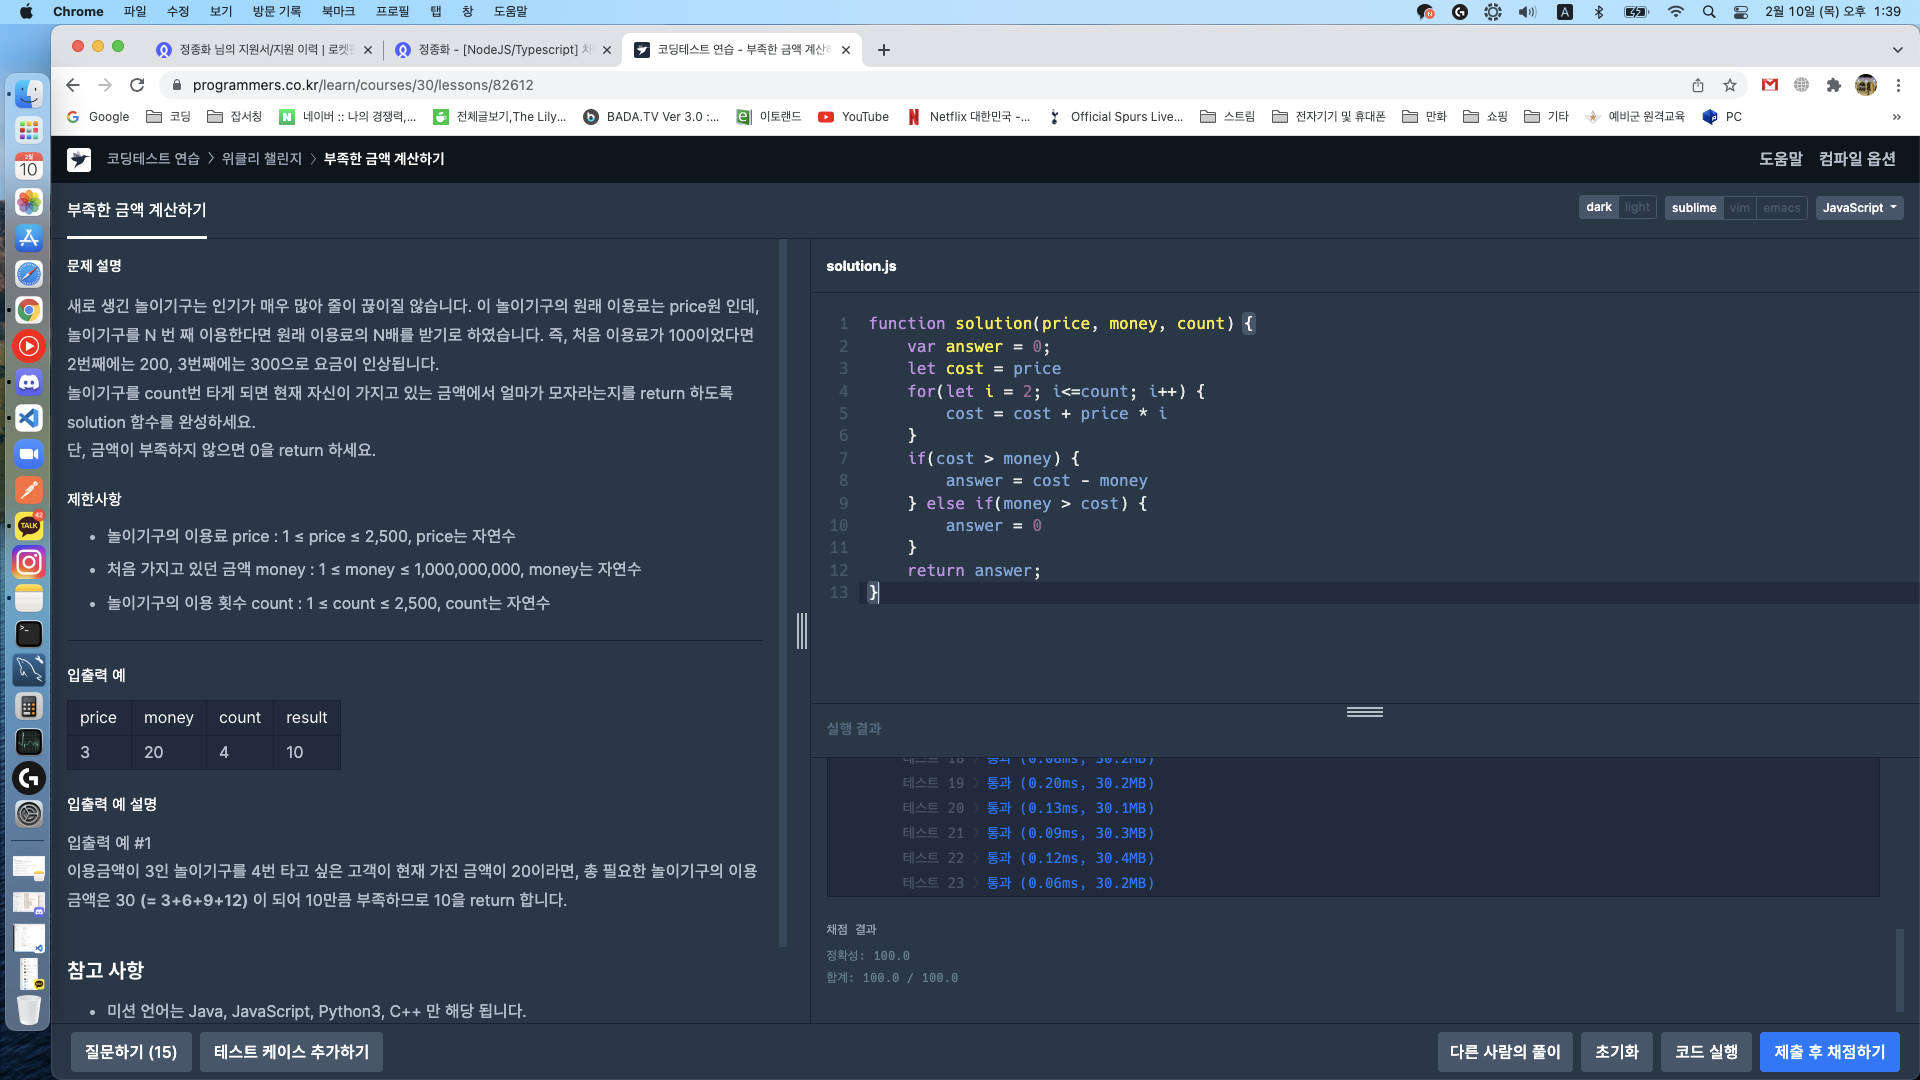 Chrome 파일 수정 보기 방문 기록 북마크 프로필 탭 창 도움말
A 2월 10일 (목) 오후 1:39
정종화 님의 지원서/지원 이력 | 로켓
정종화 - [NodeJS/Typescript] 차
코딩테스트 연습 - 부족한 금액 계산하
programmers.co.kr/learn/courses/30/lessons/82612
Google 코딩 잡서칭 네이버 :: 나의 경쟁력,... 전체글보기,The Lily... BADA.TV Ver 3.0 :... 이토랜드 YouTube Netflix 대한민국 -... Official Spurs Live... 스트림 전자기기 및 휴대폰 만화 쇼핑 기타 예비군 원격교육 PC »
코딩테스트 연습 > 위클리 챌린지 > 부족한 금액 계산하기
도움말 컴파일 옵션
부족한 금액 계산하기
dark light sublime vim emacs JavaScript
문제 설명
새로 생긴 놀이기구는 인기가 매우 많아 줄이 끊이질 않습니다. 이 놀이기구의 원래 이용료는 price원 인데,
놀이기구를 N 번 째 이용한다면 원래 이용료의 N배를 받기로 하였습니다. 즉, 처음 이용료가 100이었다면
2번째에는 200, 3번째에는 300으로 요금이 인상됩니다.
놀이기구를 count번 타게 되면 현재 자신이 가지고 있는 금액에서 얼마가 모자라는지를 return 하도록
solution 함수를 완성하세요.
단, 금액이 부족하지 않으면 0을 return 하세요.
제한사항
• 놀이기구의 이용료 price : 1 ≤ price ≤ 2,500, price는 자연수
• 처음 가지고 있던 금액 money : 1 ≤ money ≤ 1,000,000,000, money는 자연수
• 놀이기구의 이용 횟수 count : 1 ≤ count ≤ 2,500, count는 자연수
입출력 예
price money count result
3 20 4 10
입출력 예 설명
입출력 예 #1
이용금액이 3인 놀이기구를 4번 타고 싶은 고객이 현재 가진 금액이 20이라면, 총 필요한 놀이기구의 이용
금액은 30 (= 3+6+9+12) 이 되어 10만큼 부족하므로 10을 return 합니다.
참고 사항
• 미션 언어는 Java, JavaScript, Python3, C++ 만 해당 됩니다.
solution.js
1 function solution(price, money, count) {
2 var answer = 0;
3 let cost = price
4 for(let i = 2; i<=count; i++) {
5 cost = cost + price * i
6 }
7 if(cost > money) {
8 answer = cost - money
9 } else if(money > cost) {
10 answer = 0
11 }
12 return answer;
13 }
실행 결과
테스트 18 > 통과 (0.08ms, 30.2MB)
테스트 19 > 통과 (0.20ms, 30.2MB)
테스트 20 > 통과 (0.13ms, 30.1MB)
테스트 21 > 통과 (0.09ms, 30.3MB)
테스트 22 > 통과 (0.12ms, 30.4MB)
테스트 23 > 통과 (0.06ms, 30.2MB)
채점 결과
정확성: 100.0
합계: 100.0 / 100.0
질문하기 (15) 테스트 케이스 추가하기 다른 사람의 풀이 초기화 코드 실행 제출 후 채점하기
2월
10
TALK
42